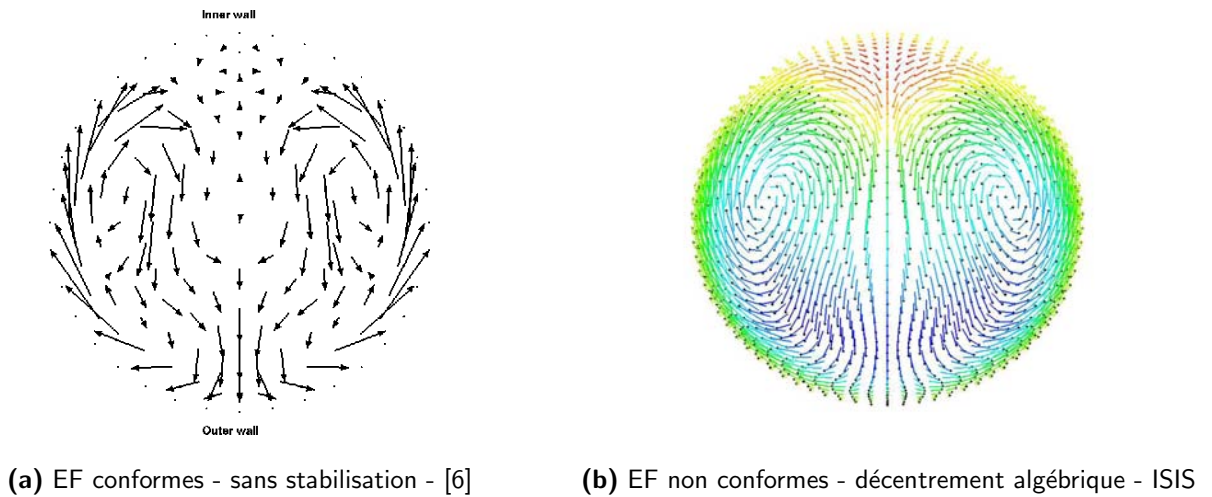 Inner wall
Outer wall
(a) EF conformes - sans stabilisation - [6]
(b) EF non conformes - décentrement algébrique - ISIS